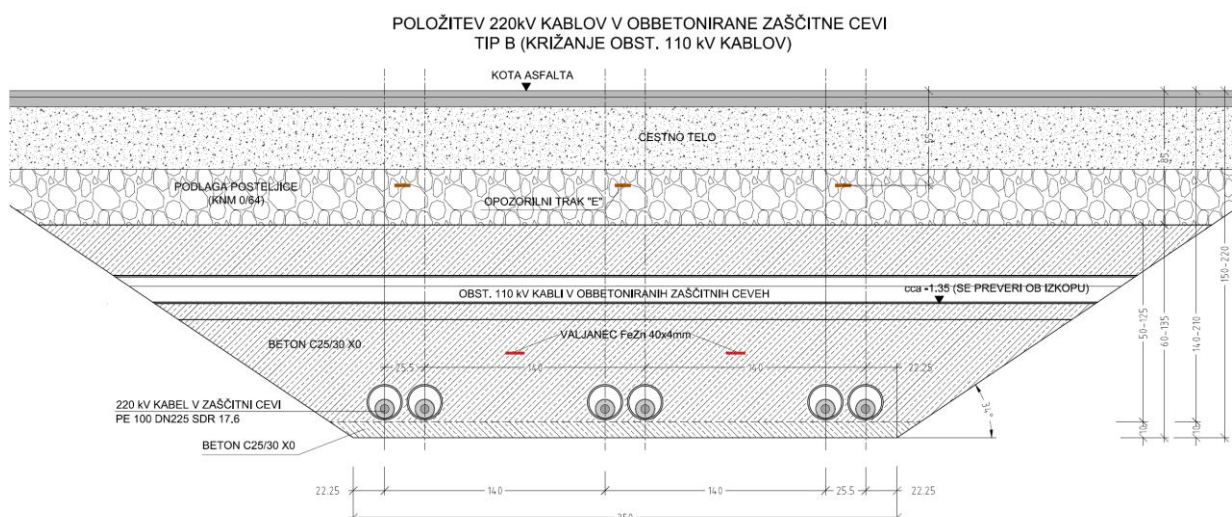 POLOŽITEV 220kV KABLOV V OBBETONIRANE ZAŠČITNE CEVI
TIP B (KRIŽANJE OBST. 110 kV KABLOV)
KOTA ASFALTA
CESTNO TELO
55
PODLAGA POSTELJICE
(KNM 0/64)
OPOZORILNI TRAK "E"
OBST. 110 KV KABLI V OBBETONIRANIH ZAŠČITNIH CEVEH
cca -1.35 (SE PREVERI OB IZKOPU)
BETON C25/30 X0
VALJANEC FeZn 40x4mm
25.5
140
140
22.25
220 kV KABEL V ZAŠČITNI CEVI
PE 100 DN225 SDR 17.6
BETON C25/30 X0
34°
50-125
60-135
140-210
150-220
10
10
22.25
140
140
25.5
22.25
350